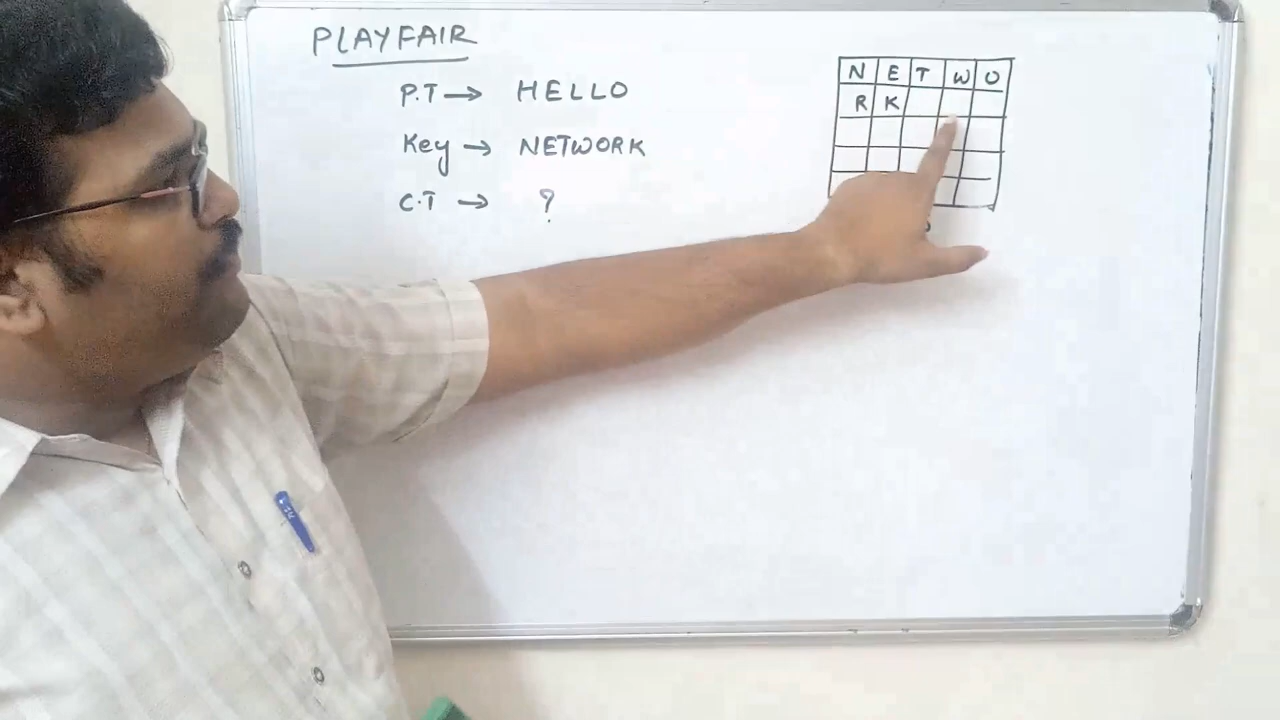 PLAYFAIR
P.T → HELLO
Key → NETWORK
C.T → ?
N E T W O
R K